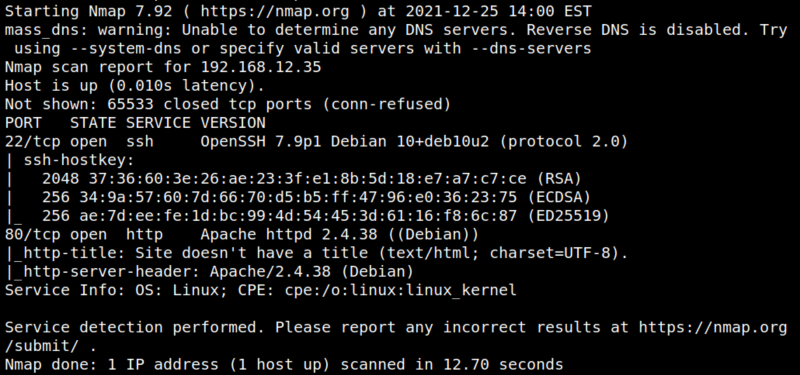 Starting Nmap 7.92 ( https://nmap.org ) at 2021-12-25 14:00 EST
mass_dns: warning: Unable to determine any DNS servers. Reverse DNS is disabled. Try
 using --system-dns or specify valid servers with --dns-servers
Nmap scan report for 192.168.12.35
Host is up (0.010s latency).
Not shown: 65533 closed tcp ports (conn-refused)
PORT   STATE SERVICE VERSION
22/tcp open  ssh     OpenSSH 7.9p1 Debian 10+deb10u2 (protocol 2.0)
| ssh-hostkey:
|   2048 37:36:60:3e:26:ae:23:3f:e1:8b:5d:18:e7:a7:c7:ce (RSA)
|   256 34:9a:57:60:7d:66:70:d5:b5:ff:47:96:e0:36:23:75 (ECDSA)
|_  256 ae:7d:ee:fe:1d:bc:99:4d:54:45:3d:61:16:f8:6c:87 (ED25519)
80/tcp open  http    Apache httpd 2.4.38 ((Debian))
|_http-title: Site doesn't have a title (text/html; charset=UTF-8).
|_http-server-header: Apache/2.4.38 (Debian)
Service Info: OS: Linux; CPE: cpe:/o:linux:linux_kernel

Service detection performed. Please report any incorrect results at https://nmap.org
/submit/ .
Nmap done: 1 IP address (1 host up) scanned in 12.70 seconds